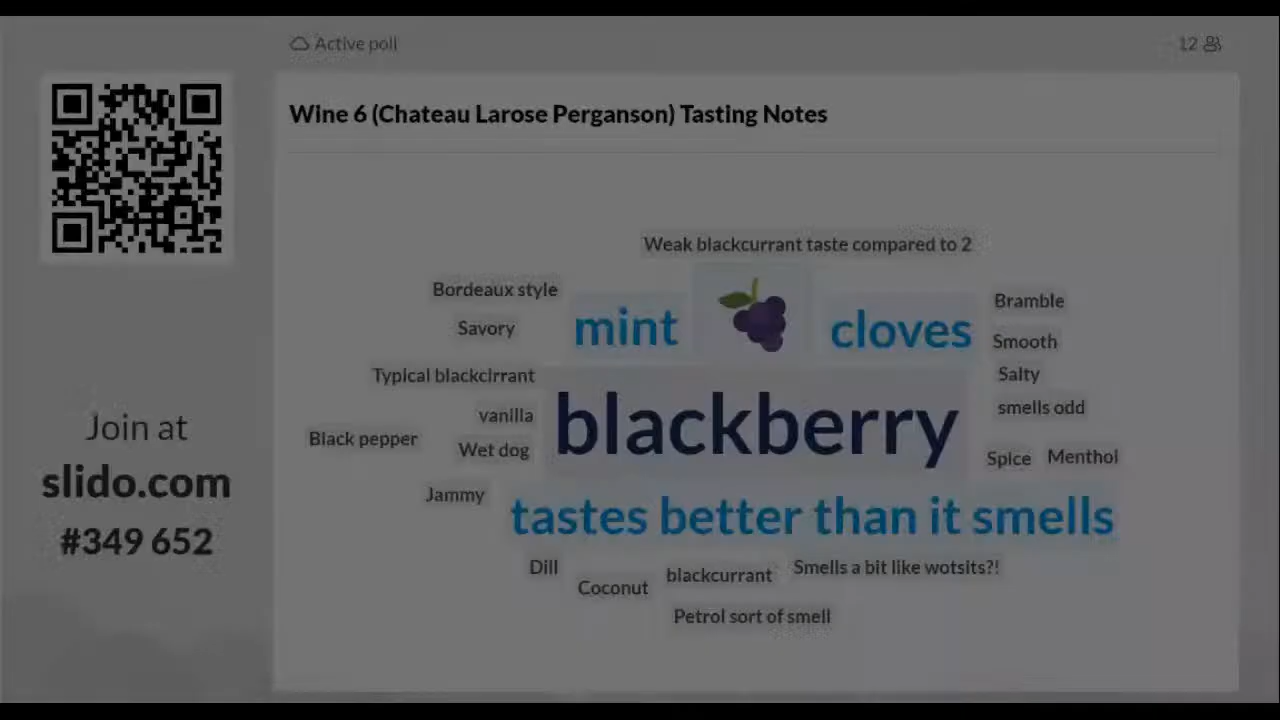 Active poll
12
Wine 6 (Chateau Larose Perganson) Tasting Notes
Weak blackcurrant taste compared to 2
Bordeaux style
Bramble
mint
cloves
Savory
Smooth
Typical blackcirrant
Salty
vanilla
blackberry
smells odd
Black pepper
Wet dog
Spice
Menthol
Jammy
tastes better than it smells
Dill
Coconut
blackcurrant
Smells a bit like wotsits?!
Petrol sort of smell
Join at
slido.com
#349 652